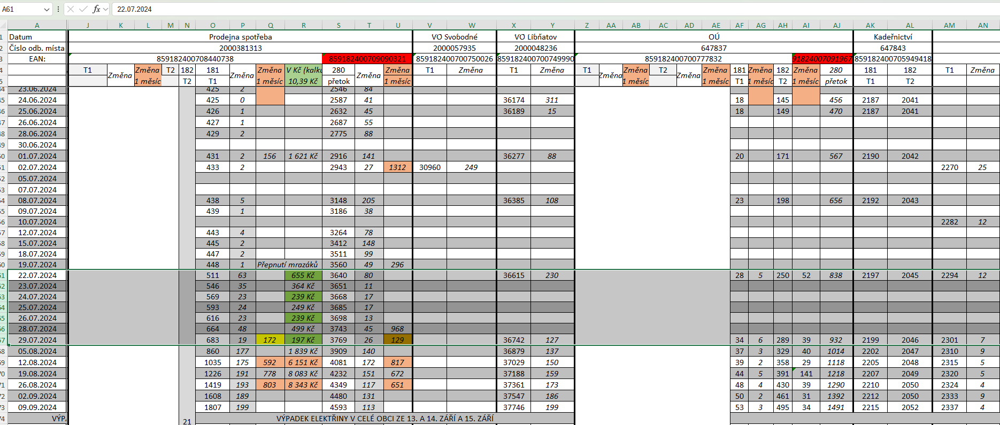 A61 fx 22.07.2024
A J K L M N O P Q R S T U V W X Y Z AA AB AC AD AE AF AG AH AI AJ AK AL AM AN
1 Datum Prodejna spotřeba VO Svobodné VO Líbňatov OÚ Kadeřnictví
2 Číslo odb. místa 2000381313 2000057935 2000048236 647837 647843
3 EAN: 859182400708440738 859182400709090321 859182400700750026 859182400700749990 859182400700777832 91824007091967 859182400705949418
4 T1 Změna Změna T2 182 181 Změna Změna V Kč (kalku 280 Změna Změna T1 Změna T1 Změna T1 Změna Změna T2 Změna Změna 181 Změna 182 Změna 280 181 182 T1 Změna
5 1 měsíc T2 T1 1 měsíc 10,39 Kč přetok 1 měsíc 1 měsíc 1 měsíc T1 1 měsíc T2 1 měsíc přetok T1 T2
44 23.06.2024 425 2 2546 84
45 24.06.2024 425 0 2587 41 36174 311 18 145 456 2187 2041
46 25.06.2024 426 1 2632 45 36189 15 18 149 470 2187 2041
47 26.06.2024 427 1 2687 55
48 28.06.2024 429 2 2775 88
49 30.06.2024
50 01.07.2024 431 2 156 1 621 Kč 2916 141 36277 88 20 171 567 2190 2042
51 02.07.2024 433 2 2943 27 1312 30960 249 2270 25
52 05.07.2024
53 07.07.2024
54 08.07.2024 438 5 3148 205 36385 108 23 198 656 2192 2043
55 09.07.2024 439 1 3186 38
56 10.07.2024 2282 12
57 12.07.2024 443 4 3264 78
58 15.07.2024 445 2 3412 148
59 18.07.2024 447 2 3511 99
60 19.07.2024 448 1 Přepnutí mrazáků 3560 49 296
61 22.07.2024 511 63 655 Kč 3640 80 36615 230 28 5 250 52 838 2197 2045 2294 12
62 23.07.2024 546 35 364 Kč 3651 11
63 24.07.2024 569 23 239 Kč 3668 17
64 25.07.2024 593 24 249 Kč 3685 17
65 26.07.2024 616 23 239 Kč 3698 13
66 28.07.2024 664 48 499 Kč 3743 45 968
67 29.07.2024 683 19 172 197 Kč 3769 26 129 36742 127 34 6 289 39 932 2199 2046 2301 7
68 05.08.2024 860 177 1 839 Kč 3909 140 36879 137 37 3 329 40 1014 2202 2047 2310 9
69 12.08.2024 1035 175 592 6 151 Kč 4081 172 817 37029 150 39 2 358 29 1118 2205 2048 2315 5
70 19.08.2024 1226 191 778 8 083 Kč 4232 151 672 37188 159 44 5 391 141 1218 2207 2049 2320 5
71 26.08.2024 1419 193 803 8 343 Kč 4349 117 651 37361 173 48 4 430 39 1290 2210 2050 2324 4
72 02.09.2024 1608 189 4480 131 37547 186 50 2 461 31 1392 2212 2050 2333 9
73 09.09.2024 1807 199 4593 113 37746 199 53 3 495 34 1491 2215 2052 2337 4
74 VÝPA 21 VÝPADEK ELEKTŘINY V CELÉ OBCI ZE 13. A 14. ZÁŘÍ A 15. ZÁŘÍ